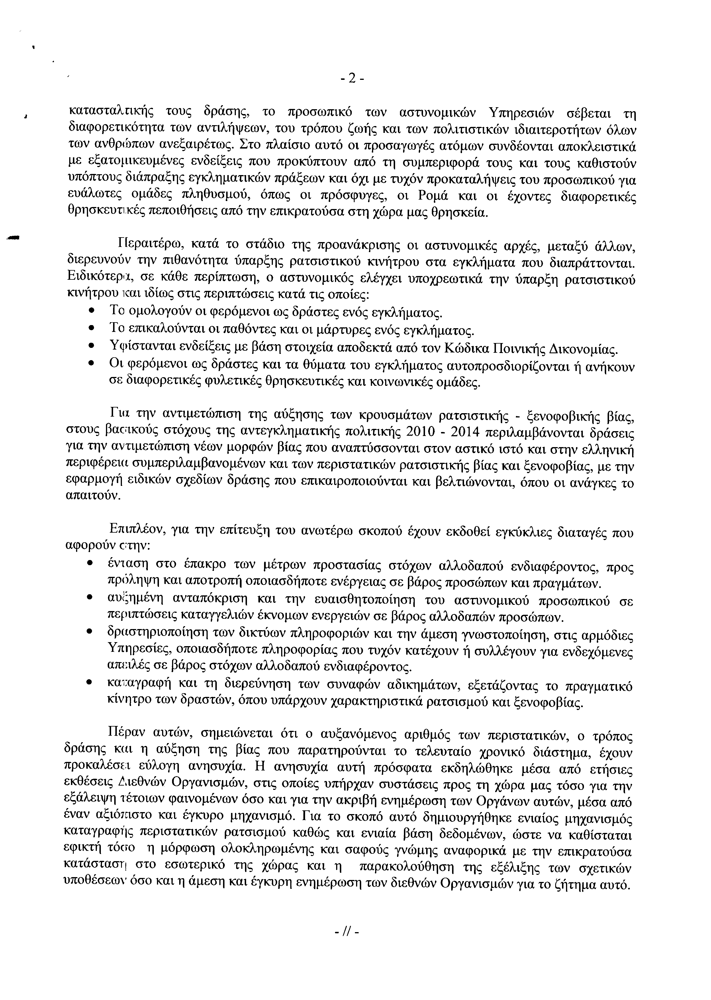 - 2 -
κατασταλτικής τους δράσης, το προσωπικό των αστυνομικών Υπηρεσιών σέβεται τη
διαφορετικότητα των αντιλήψεων, του τρόπου ζωής και των πολιτιστικών ιδιαιτεροτήτων όλων
των ανθρώπων ανεξαιρέτως. Στο πλαίσιο αυτό οι προσαγωγές ατόμων συνδέονται αποκλειστικά
με εξατομικευμένες ενδείξεις που προκύπτουν από τη συμπεριφορά τους και τους καθιστούν
υπόπτους διάπραξης εγκληματικών πράξεων και όχι με τυχόν προκαταλήψεις του προσωπικού για
ευάλωτες ομάδες πληθυσμού, όπως οι πρόσφυγες, οι Ρομά και οι έχοντες διαφορετικές
θρησκευτικές πεποιθήσεις από την επικρατούσα στη χώρα μας θρησκεία.
Περαιτέρω, κατά το στάδιο της προανάκρισης οι αστυνομικές αρχές, μεταξύ άλλων,
διερευνούν την πιθανότητα ύπαρξης ρατσιστικού κινήτρου στα εγκλήματα που διαπράττονται.
Ειδικότερα, σε κάθε περίπτωση, ο αστυνομικός ελέγχει υποχρεωτικά την ύπαρξη ρατσιστικού
κινήτρου και ιδίως στις περιπτώσεις κατά τις οποίες:
• Το ομολογούν οι φερόμενοι ως δράστες ενός εγκλήματος.
• Το επικαλούνται οι παθόντες και οι μάρτυρες ενός εγκλήματος.
• Υφίστανται ενδείξεις με βάση στοιχεία αποδεκτά από τον Κώδικα Ποινικής Δικονομίας.
• Οι φερόμενοι ως δράστες και τα θύματα του εγκλήματος αυτοπροσδιορίζονται ή ανήκουν
σε διαφορετικές φυλετικές θρησκευτικές και κοινωνικές ομάδες.
Για την αντιμετώπιση της αύξησης των κρουσμάτων ρατσιστικής - ξενοφοβικής βίας,
στους βασικούς στόχους της αντεγκληματικής πολιτικής 2010 - 2014 περιλαμβάνονται δράσεις
για την αντιμετώπιση νέων μορφών βίας που αναπτύσσονται στον αστικό ιστό και στην ελληνική
περιφέρεια συμπεριλαμβανομένων και των περιστατικών ρατσιστικής βίας και ξενοφοβίας, με την
εφαρμογή ειδικών σχεδίων δράσης που επικαιροποιούνται και βελτιώνονται, όπου οι ανάγκες το
απαιτούν.
Επιπλέον, για την επίτευξη του ανωτέρω σκοπού έχουν εκδοθεί εγκύκλιες διαταγές που
αφορούν στην:
• ένταση στο έπακρο των μέτρων προστασίας στόχων αλλοδαπού ενδιαφέροντος, προς
πρόληψη και αποτροπή οποιασδήποτε ενέργειας σε βάρος προσώπων και πραγμάτων.
• αυξημένη ανταπόκριση και την ευαισθητοποίηση του αστυνομικού προσωπικού σε
περιπτώσεις καταγγελιών έκνομων ενεργειών σε βάρος αλλοδαπών προσώπων.
• δραστηριοποίηση των δικτύων πληροφοριών και την άμεση γνωστοποίηση, στις αρμόδιες
Υπηρεσίες, οποιασδήποτε πληροφορίας που τυχόν κατέχουν ή συλλέγουν για ενδεχόμενες
απειλές σε βάρος στόχων αλλοδαπού ενδιαφέροντος.
• καταγραφή και τη διερεύνηση των συναφών αδικημάτων, εξετάζοντας το πραγματικό
κίνητρο των δραστών, όπου υπάρχουν χαρακτηριστικά ρατσισμού και ξενοφοβίας.
Πέραν αυτών, σημειώνεται ότι ο αυξανόμενος αριθμός των περιστατικών, ο τρόπος
δράσης και η αύξηση της βίας που παρατηρούνται το τελευταίο χρονικό διάστημα, έχουν
προκαλέσει εύλογη ανησυχία. Η ανησυχία αυτή πρόσφατα εκδηλώθηκε μέσα από ετήσιες
εκθέσεις Διεθνών Οργανισμών, στις οποίες υπήρχαν συστάσεις προς τη χώρα μας τόσο για την
εξάλειψη τέτοιων φαινομένων όσο και για την ακριβή ενημέρωση των Οργάνων αυτών, μέσα από
έναν αξιόπιστο και έγκυρο μηχανισμό. Για το σκοπό αυτό δημιουργήθηκε ενιαίος μηχανισμός
καταγραφής περιστατικών ρατσισμού καθώς και ενιαία βάση δεδομένων, ώστε να καθίσταται
εφικτή τόσο η μόρφωση ολοκληρωμένης και σαφούς γνώμης αναφορικά με την επικρατούσα
κατάσταση στο εσωτερικό της χώρας και η παρακολούθηση της εξέλιξης των σχετικών
υποθέσεων όσο και η άμεση και έγκυρη ενημέρωση των διεθνών Οργανισμών για το ζήτημα αυτό.
- // -